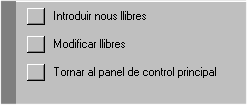 Introduir nous llibres
Modificar llibres
Tornar al panel de control principal